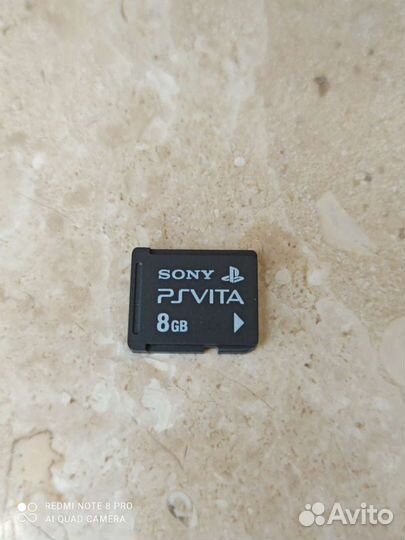 SONY
PSVITA
8GB
REDMI NOTE 8 PRO
AI QUAD CAMERA
Avito